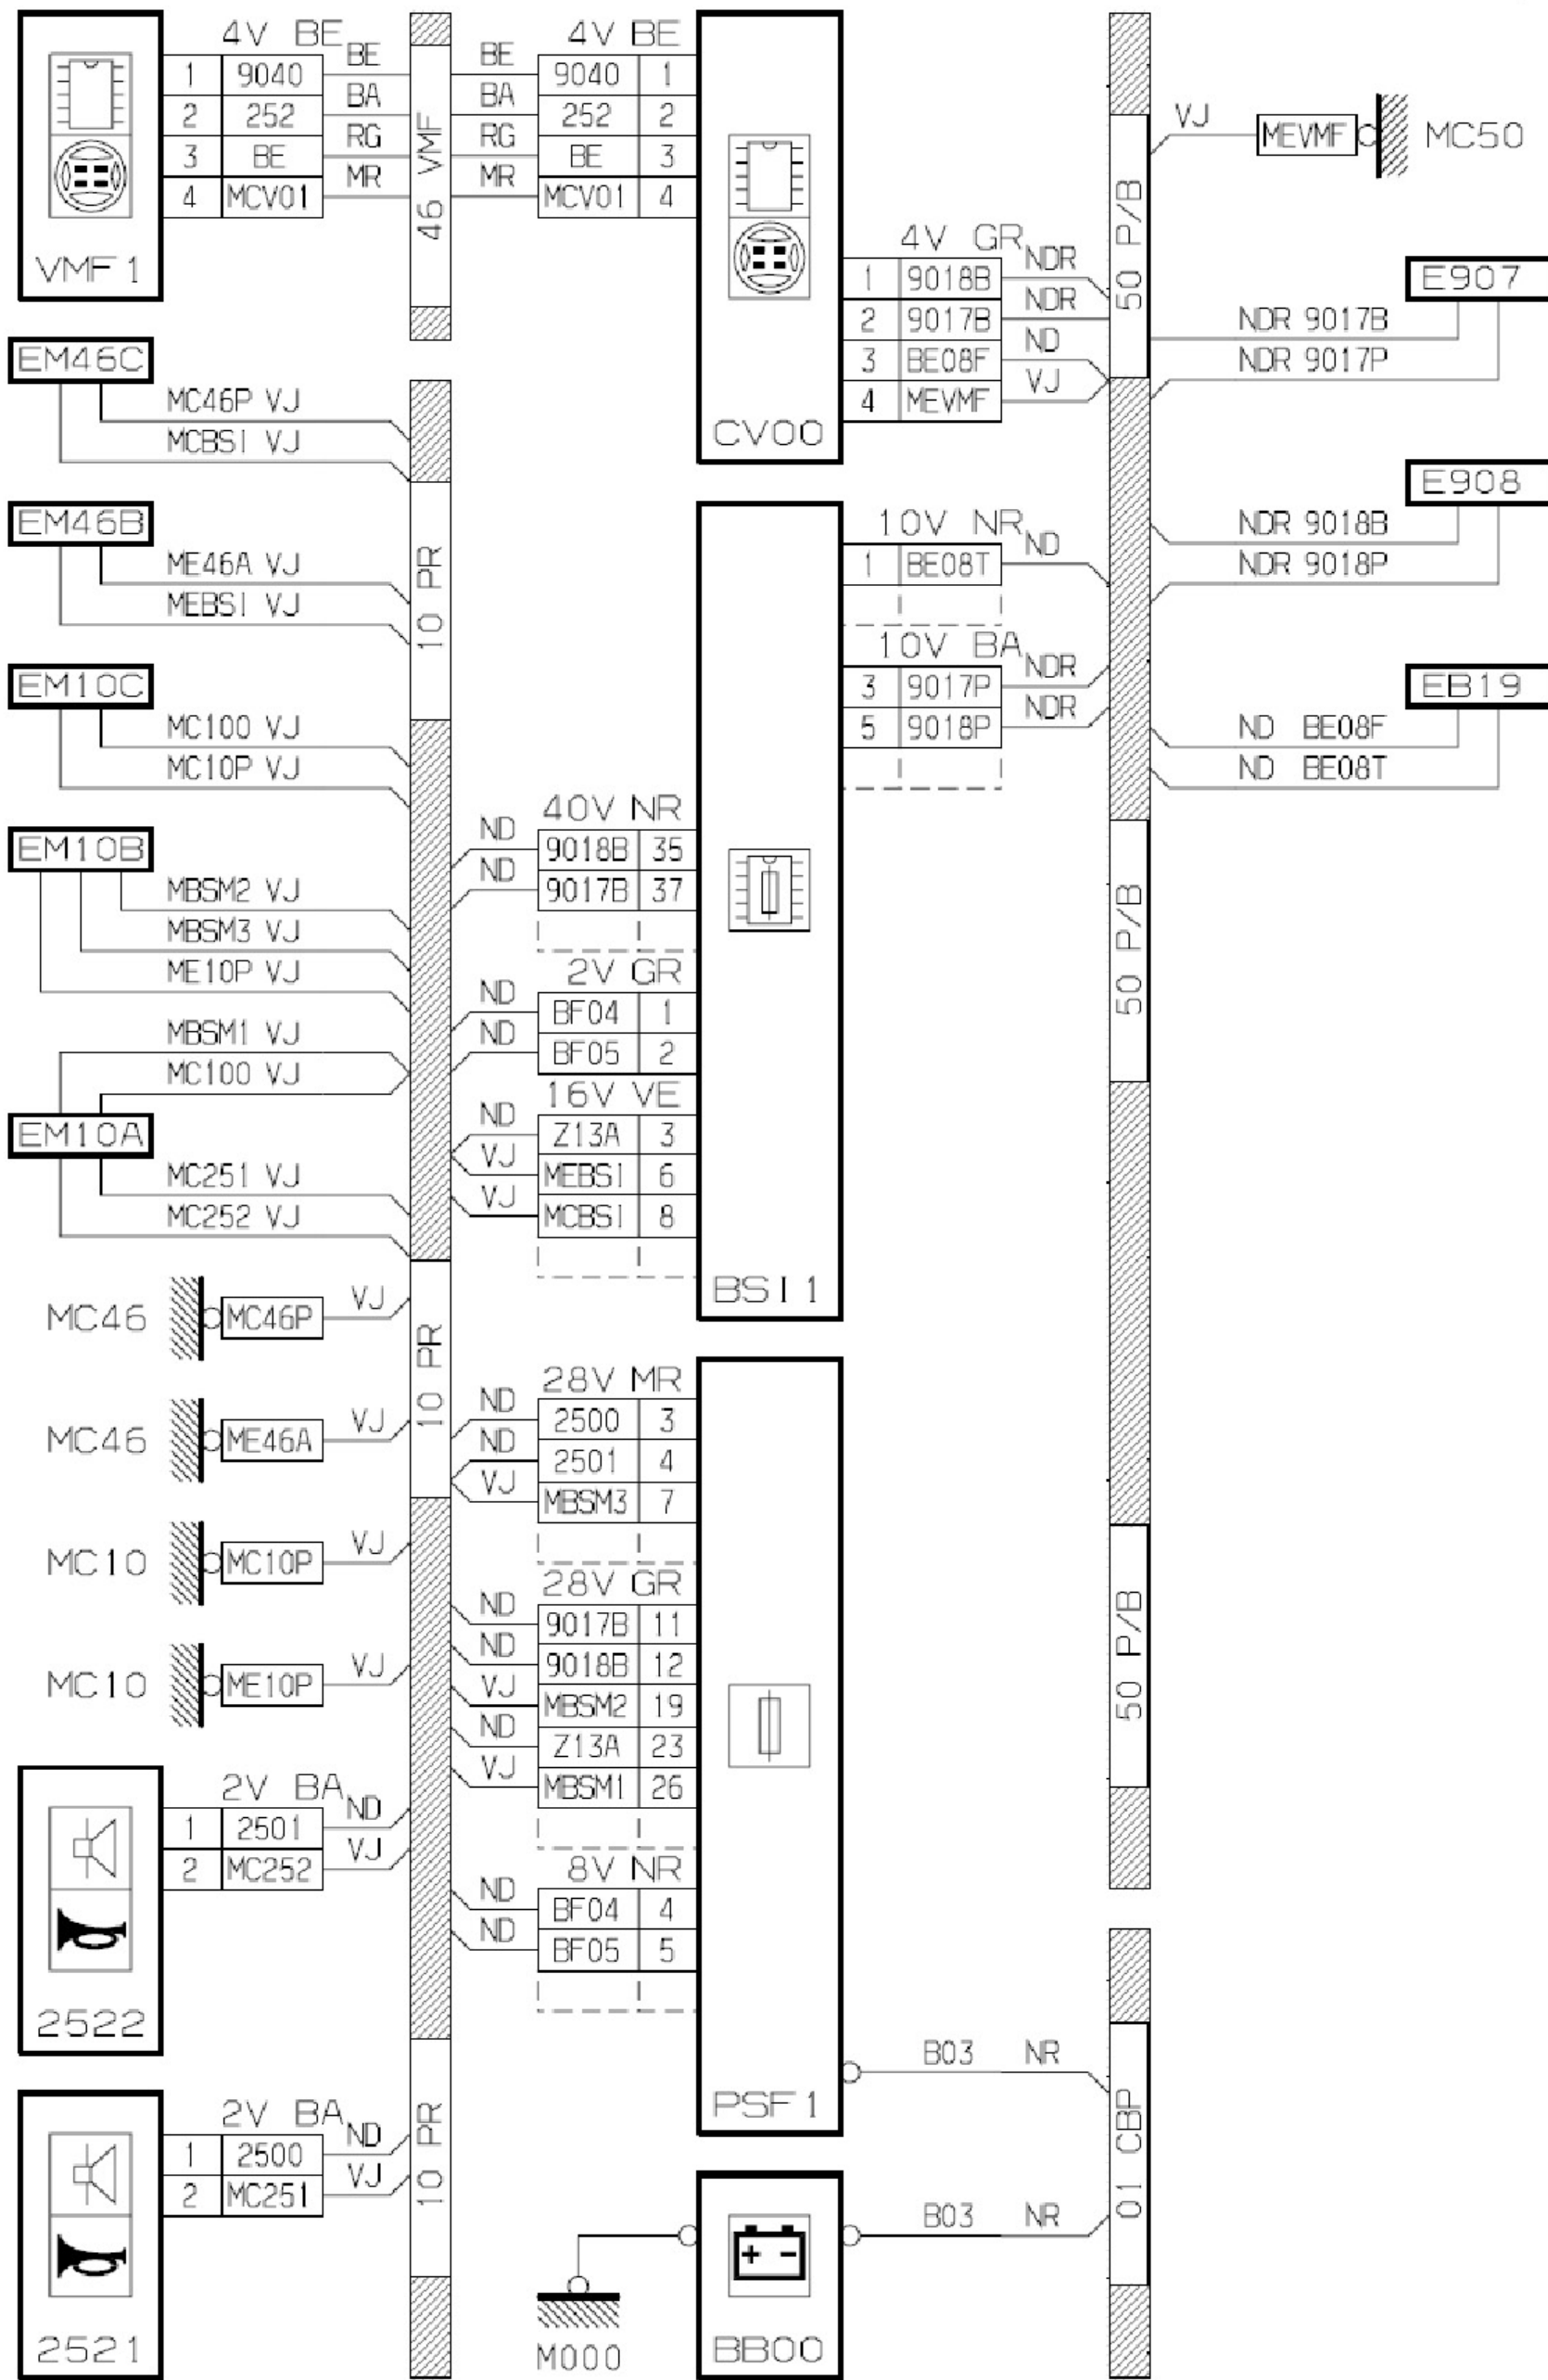 4V BE
1 9040 BE
2 252 BA
3 BE RG
4 MCV01 MR
VMF1
46 VMF
4V BE
BE 9040 1
BA 252 2
RG BE 3
MR MCV01 4
CV00
4V GR
1 9018B NDR
2 9017B NDR
3 BE08F ND
4 MEVMF VJ
50 P/B
VJ MEVMF MC50
E907
NDR 9017B
NDR 9017P
E908
NDR 9018B
NDR 9018P
EB19
ND BE08F
ND BE08T
EM46C
MC46P VJ
MCBSI VJ
EM46B
ME46A VJ
MEBSI VJ
10 PR
EM10C
MC100 VJ
MC10P VJ
EM10B
MBSM2 VJ
MBSM3 VJ
ME10P VJ
MBSM1 VJ
MC100 VJ
EM10A
MC251 VJ
MC252 VJ
10V NR
1 BE08T ND
10V BA
3 9017P NDR
5 9018P NDR
40V NR
ND 9018B 35
ND 9017B 37
2V GR
ND BF04 1
ND BF05 2
16V VE
ND Z13A 3
VJ MEBSI 6
VJ MCBSI 8
BSI1
50 P/B
MC46 MC46P VJ
MC46 ME46A VJ
10 PR
MC10 MC10P VJ
MC10 ME10P VJ
28V MR
ND 2500 3
ND 2501 4
VJ MBSM3 7
28V GR
ND 9017B 11
ND 9018B 12
VJ MBSM2 19
ND Z13A 23
VJ MBSM1 26
8V NR
ND BF04 4
ND BF05 5
PSF1
50 P/B
2V BA
1 2501 ND
2 MC252 VJ
2522
2V BA
1 2500 ND
2 MC251 VJ
2521
10 PR
B03 NR
B03 NR
01 CBP
+ -
BB00
M000